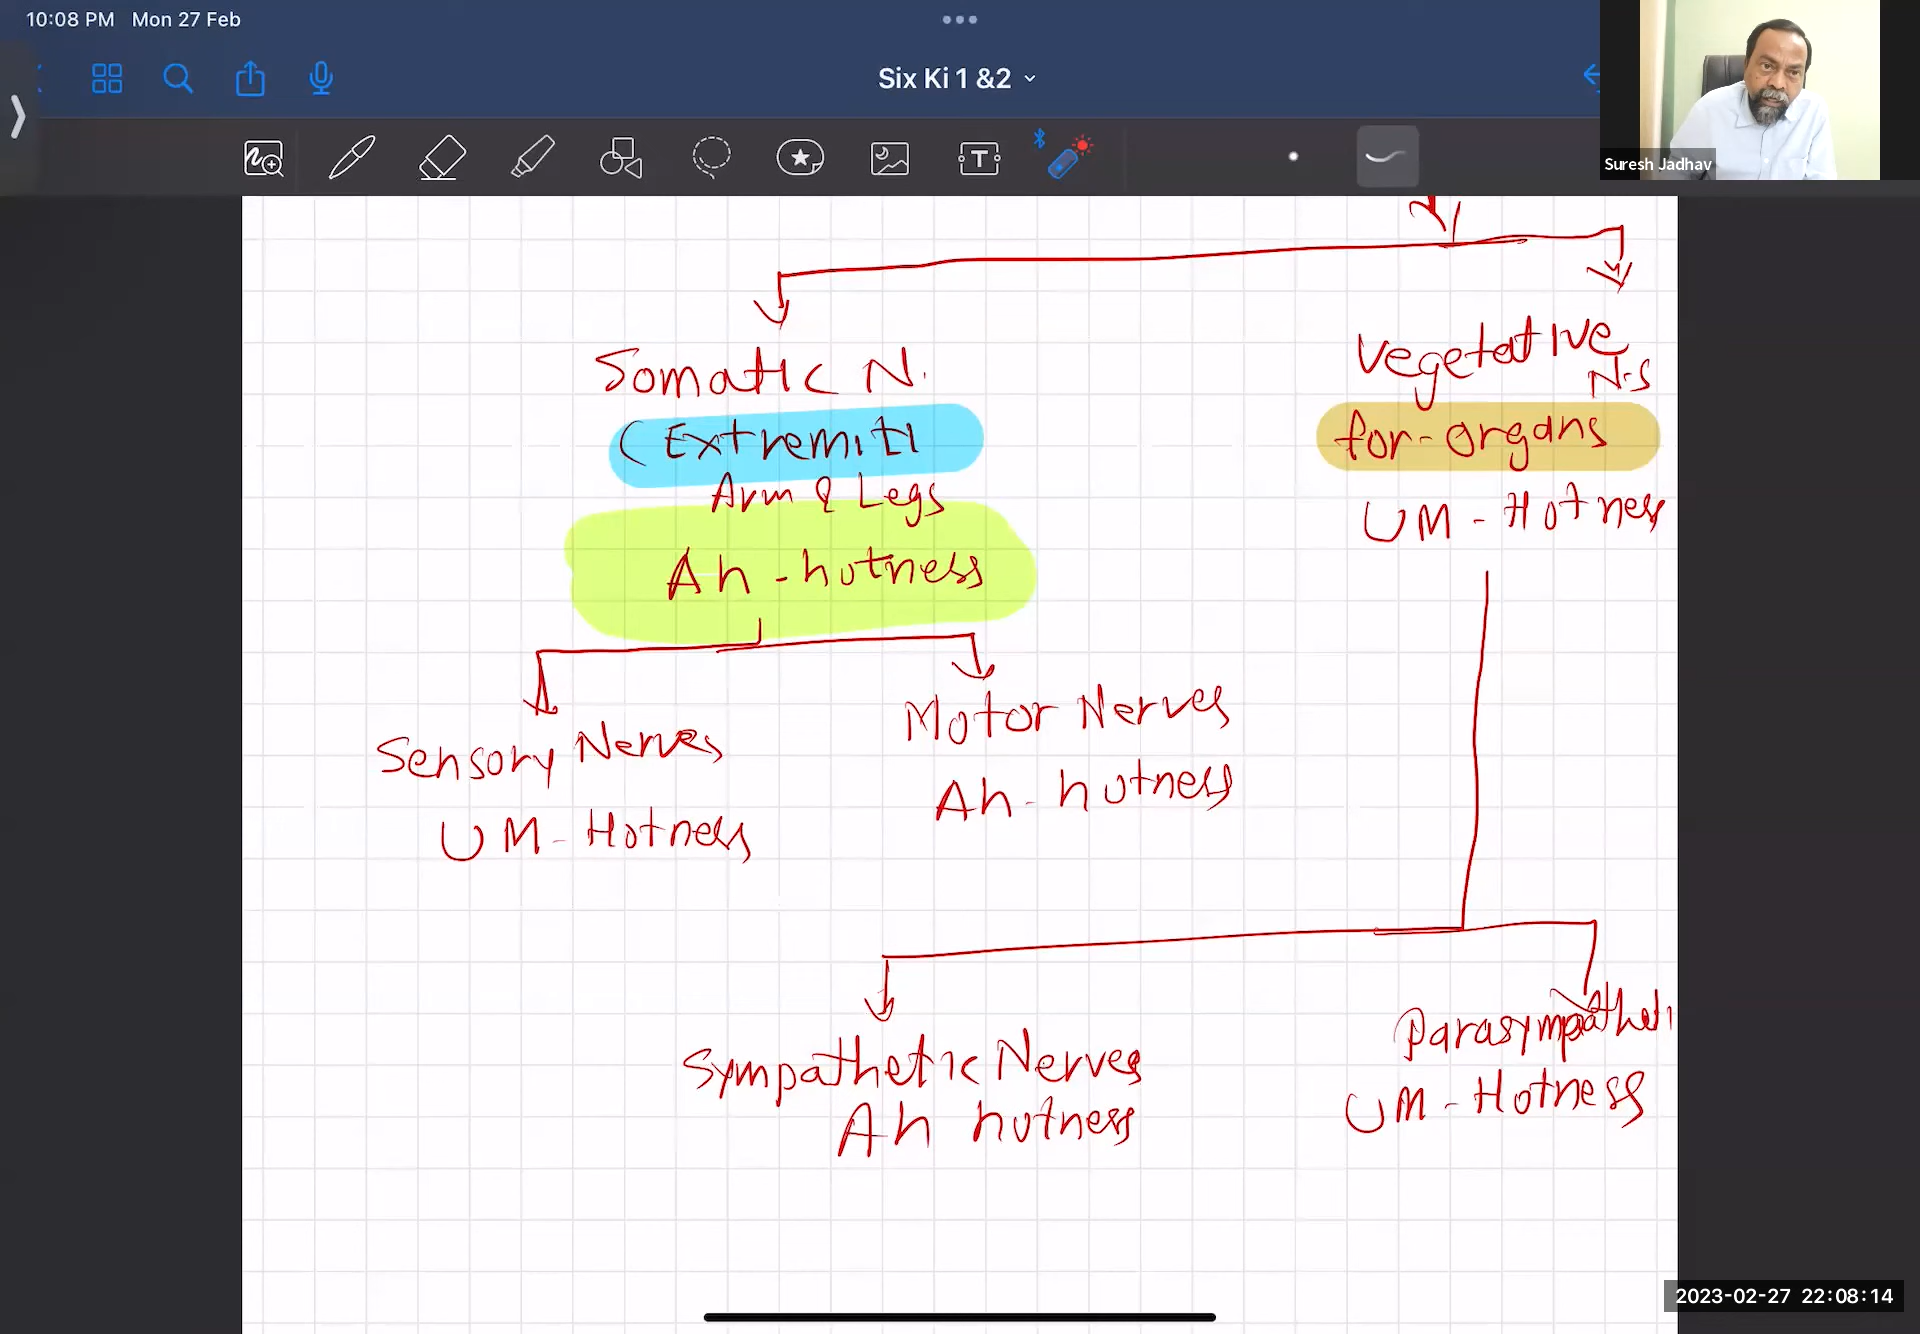 10:08 PM Mon 27 Feb
Six Ki 1 &2
T
Suresh Jadhav
Somatic N.
Vegetative
N.S
(Extremiti
for-organs
Arm & Legs
UM - Hotness
Ah - hotness
Sensory Nerves
Motor Nerves
UM - Hotness
Ah - hotness
Sympathetic Nerves
Parasympatheti
Ah hotness
UM - Hotness
2023-02-27 22:08:14